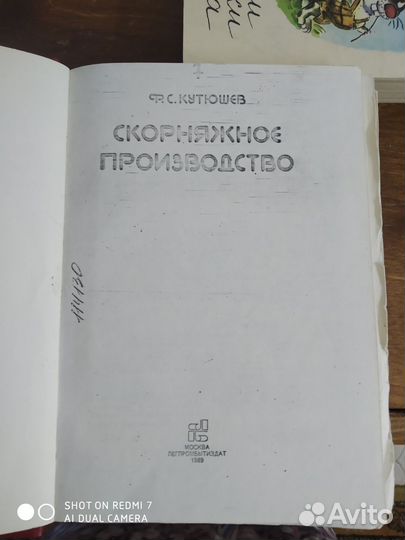 Ф.С. КУТЮШЕВ
СКОРНЯЖНОЕ
ПРОИЗВОДСТВО
МОСКВА
ЛЕГПРОМБЫТИЗДАТ
1989
SHOT ON REDMI 7
AI DUAL CAMERA
Avito